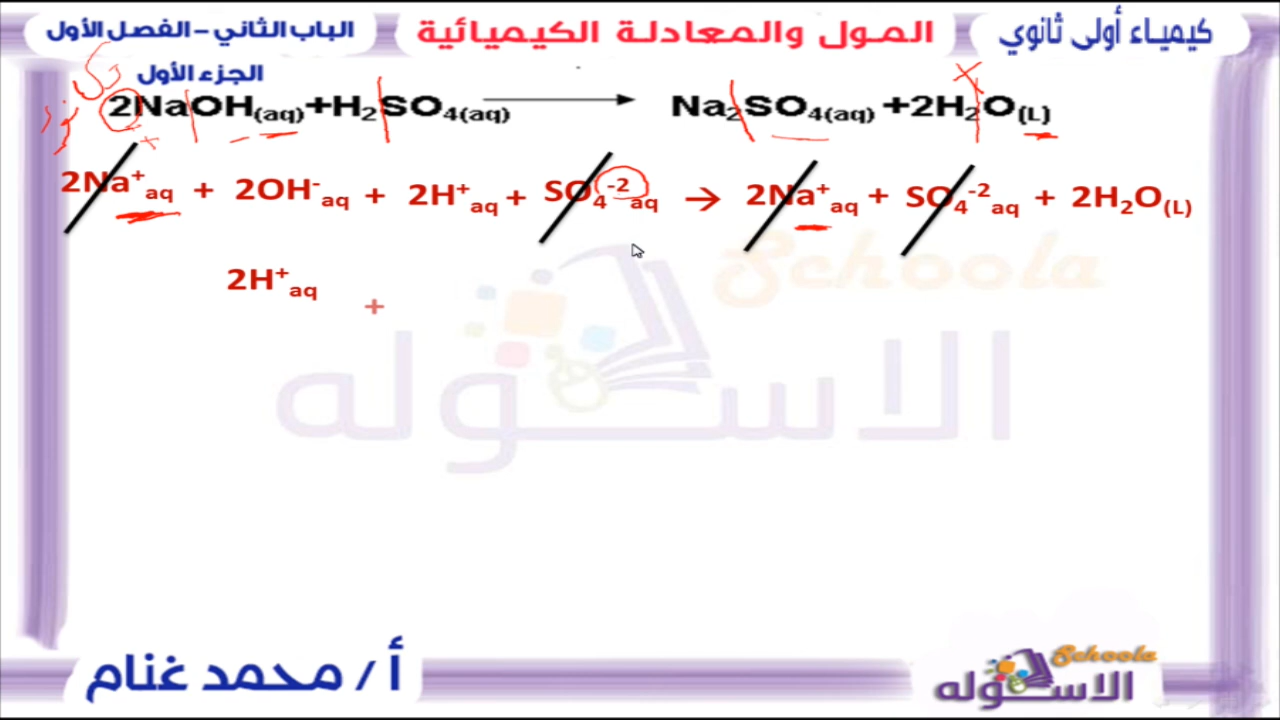 كيمياء أولى ثانوي
المول والمعادلة الكيميائية
الباب الثاني - الفصل الأول
الجزء الأول
2NaOH(aq)+H₂SO₄(aq) ⟶ Na₂SO₄(aq) +2H₂O(L)
2Na⁺aq + 2OH⁻aq + 2H⁺aq + SO₄⁻²aq → 2Na⁺aq + SO₄⁻²aq + 2H₂O(L)
2H⁺aq +
Schoola
الاسكوله
أ / محمد غنام
Schoola
الاسكوله